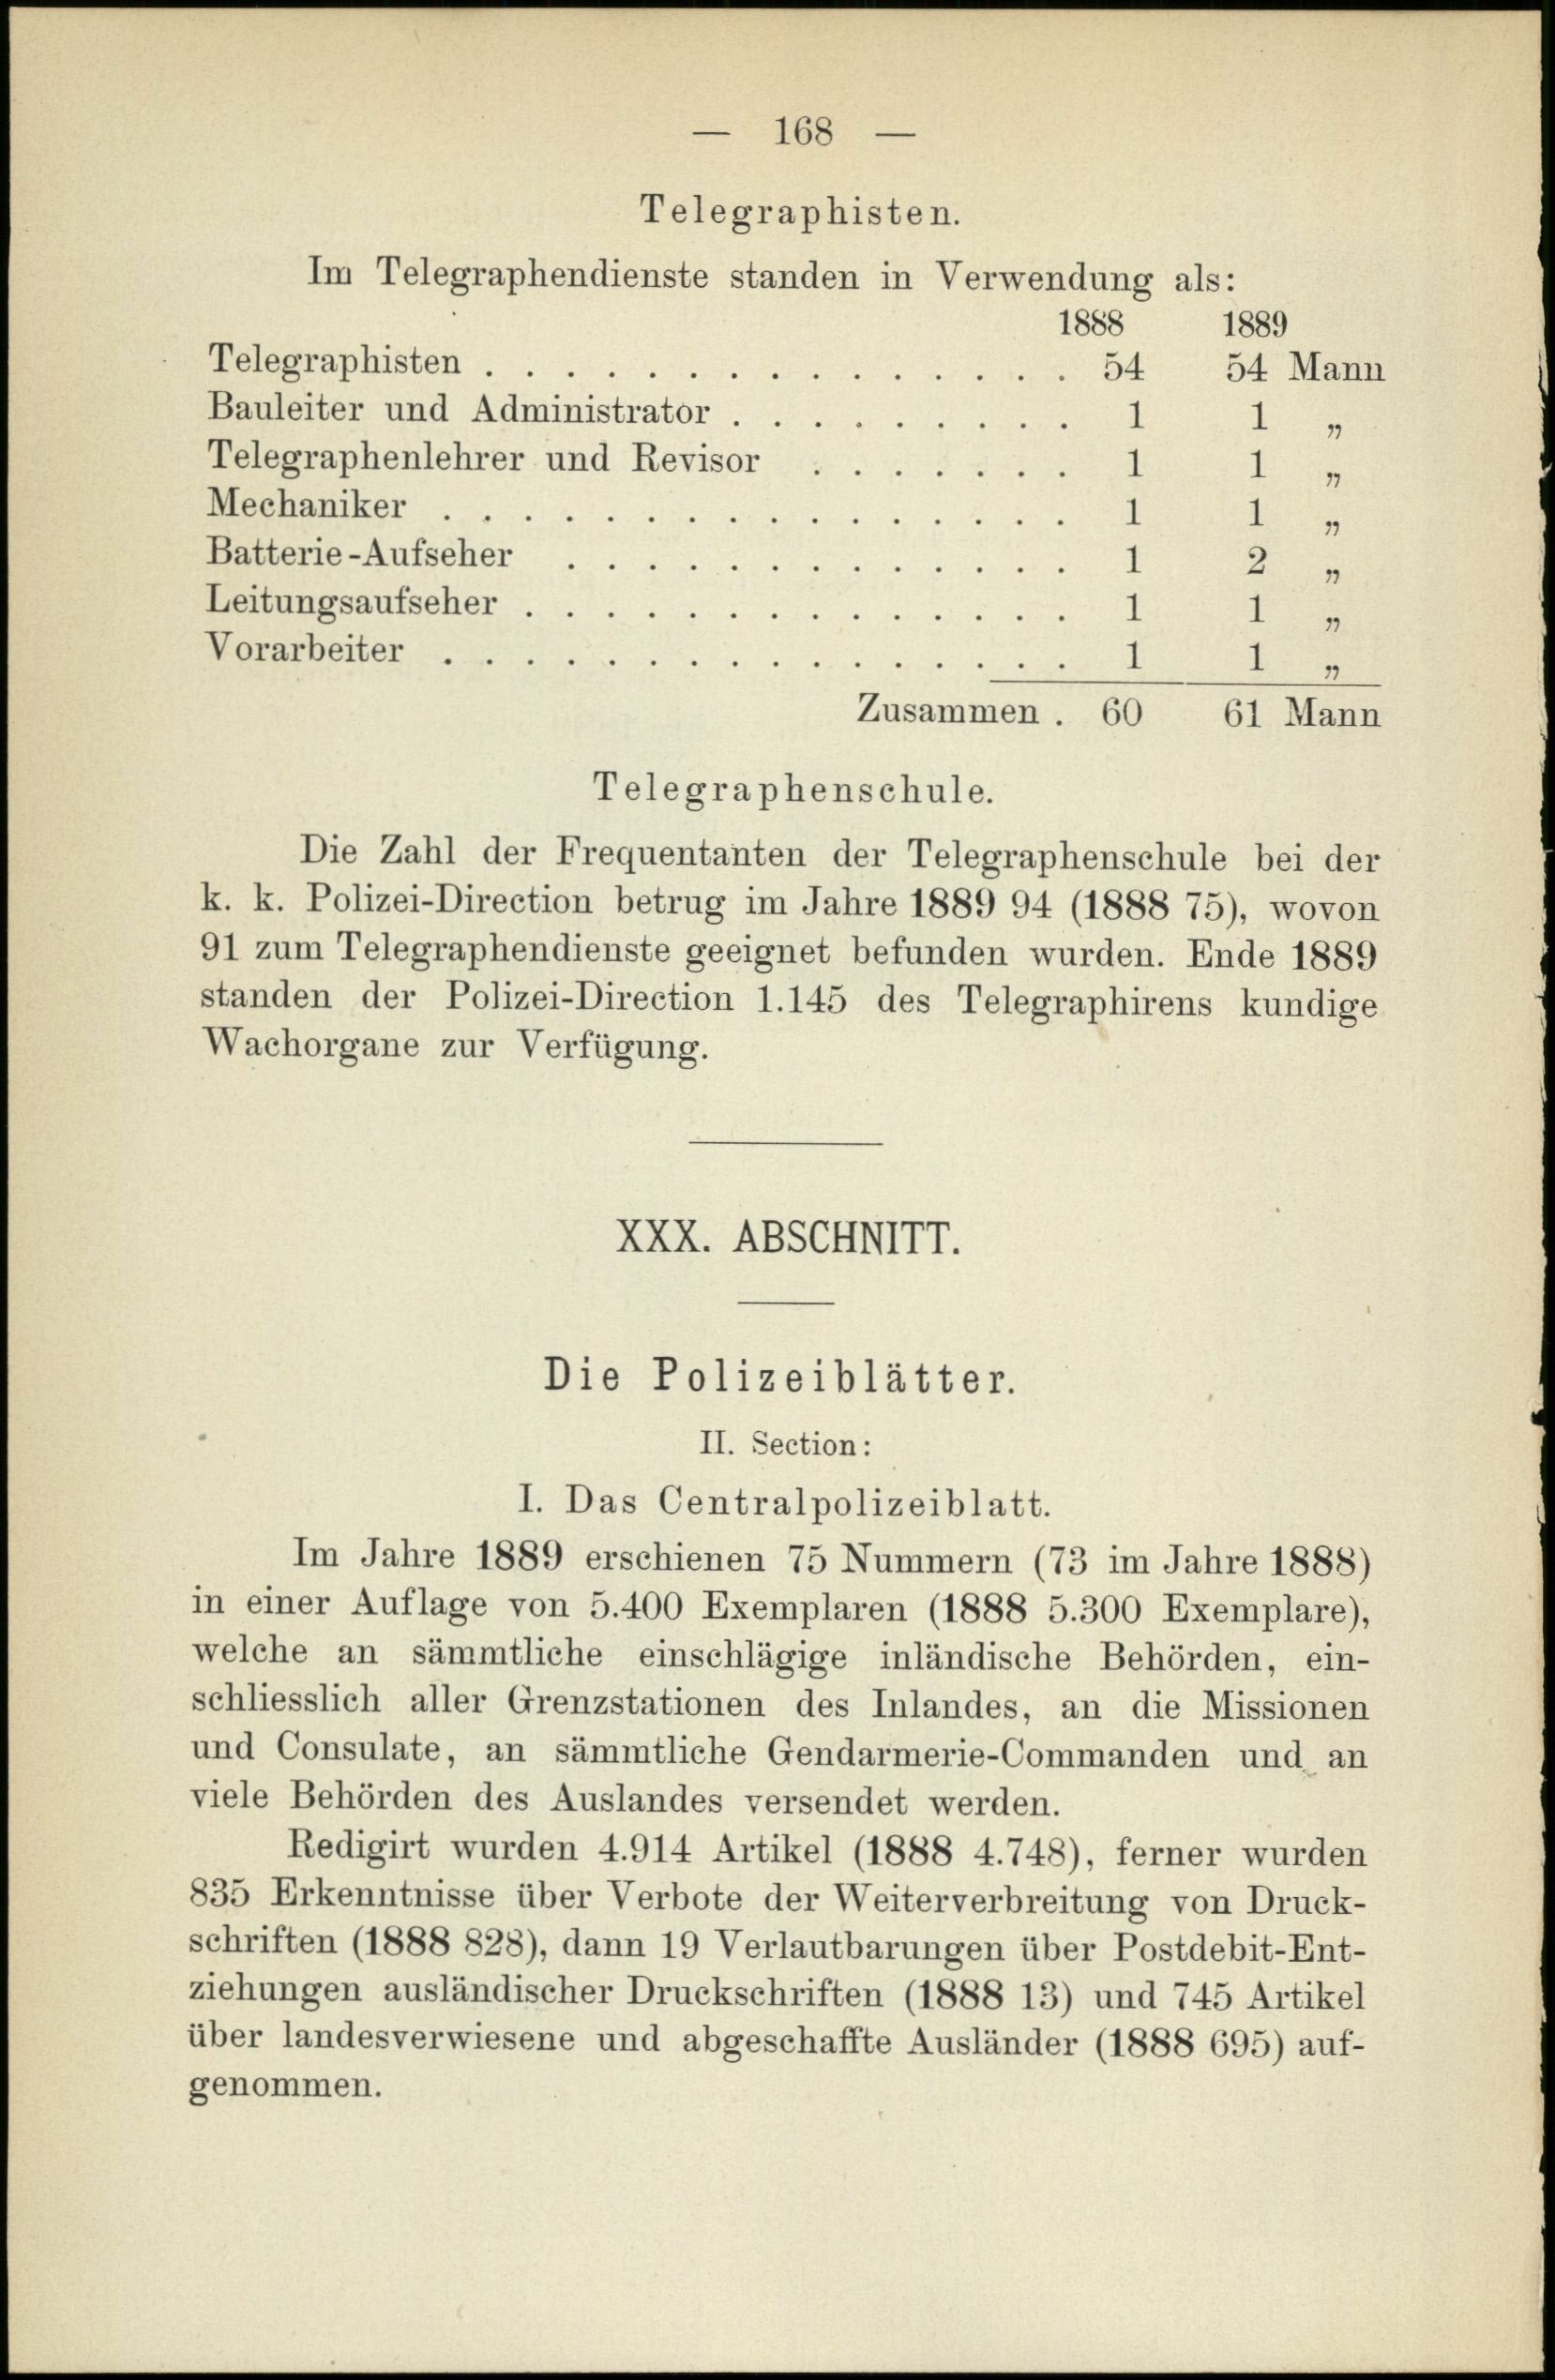 — 168 —
Telegraphisten.
Im Telegraphendienste standen in Verwendung als:
1888 1889
Telegraphisten . . . . . . . . . . . . . . . 54 54 Mann
Bauleiter und Administrator . . . . . . . . . 1 1 „
Telegraphenlehrer und Revisor . . . . . . . 1 1 „
Mechaniker . . . . . . . . . . . . . . . . 1 1 „
Batterie-Aufseher . . . . . . . . . . . . . 1 2 „
Leitungsaufseher . . . . . . . . . . . . . . 1 1 „
Vorarbeiter . . . . . . . . . . . . . . . . 1 1 „
Zusammen . 60 61 Mann
Telegraphenschule.
Die Zahl der Frequentanten der Telegraphenschule bei der
k. k. Polizei-Direction betrug im Jahre 1889 94 (1888 75), wovon
91 zum Telegraphendienste geeignet befunden wurden. Ende 1889
standen der Polizei-Direction 1.145 des Telegraphirens kundige
Wachorgane zur Verfügung.
XXX. ABSCHNITT.
Die Polizeiblätter.
II. Section:
I. Das Centralpolizeiblatt.
Im Jahre 1889 erschienen 75 Nummern (73 im Jahre 1888)
in einer Auflage von 5.400 Exemplaren (1888 5.300 Exemplare),
welche an sämmtliche einschlägige inländische Behörden, ein-
schliesslich aller Grenzstationen des Inlandes, an die Missionen
und Consulate, an sämmtliche Gendarmerie-Commanden und an
viele Behörden des Auslandes versendet werden.
Redigirt wurden 4.914 Artikel (1888 4.748), ferner wurden
835 Erkenntnisse über Verbote der Weiterverbreitung von Druck-
schriften (1888 828), dann 19 Verlautbarungen über Postdebit-Ent-
ziehungen ausländischer Druckschriften (1888 13) und 745 Artikel
über landesverwiesene und abgeschaffte Ausländer (1888 695) auf-
genommen.